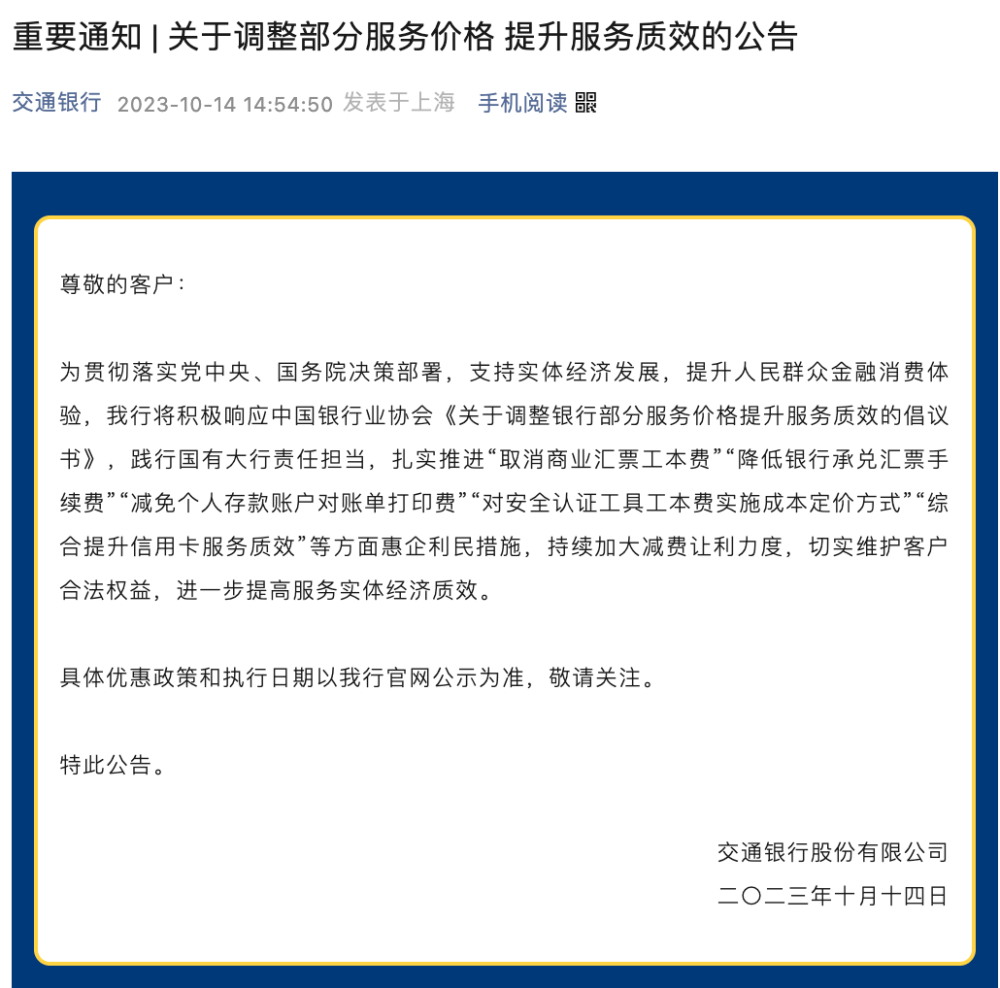 重要通知 | 关于调整部分服务价格 提升服务质效的公告
交通银行 2023-10-14 14:54:50 发表于上海 手机阅读
尊敬的客户：
为贯彻落实党中央、国务院决策部署，支持实体经济发展，提升人民群众金融消费体
验，我行将积极响应中国银行业协会《关于调整银行部分服务价格提升服务质效的倡议
书》，践行国有大行责任担当，扎实推进“取消商业汇票工本费”“降低银行承兑汇票手
续费”“减免个人存款账户对账单打印费”“对安全认证工具工本费实施成本定价方式”“综
合提升信用卡服务质效”等方面惠企利民措施，持续加大减费让利力度，切实维护客户
合法权益，进一步提高服务实体经济质效。
具体优惠政策和执行日期以我行官网公示为准，敬请关注。
特此公告。
交通银行股份有限公司
二〇二三年十月十四日